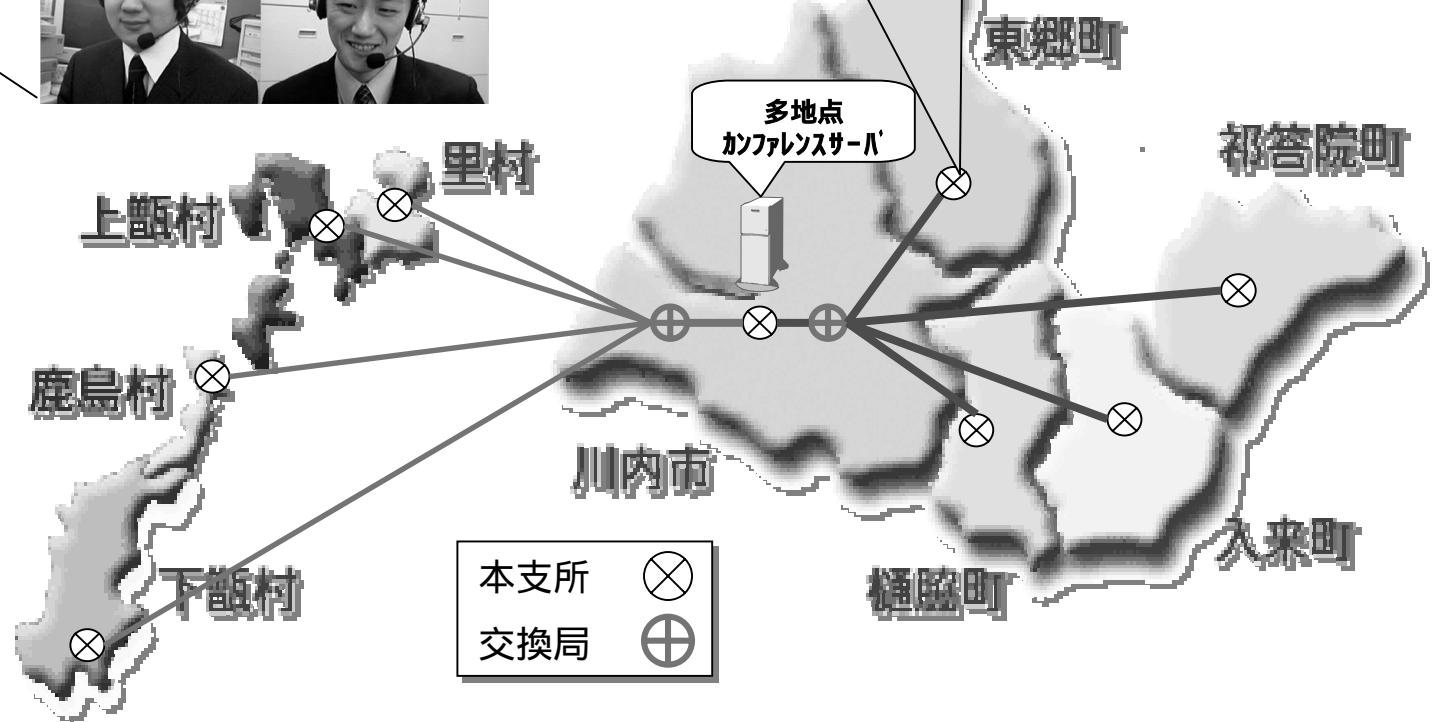 東郷町
多地点
ｶﾝﾌｧﾚﾝｽｻｰﾊﾞ
祁答院町
里村
上甑村
鹿島村
川内市
入来町
下甑村
樋脇町
本支所
交換局